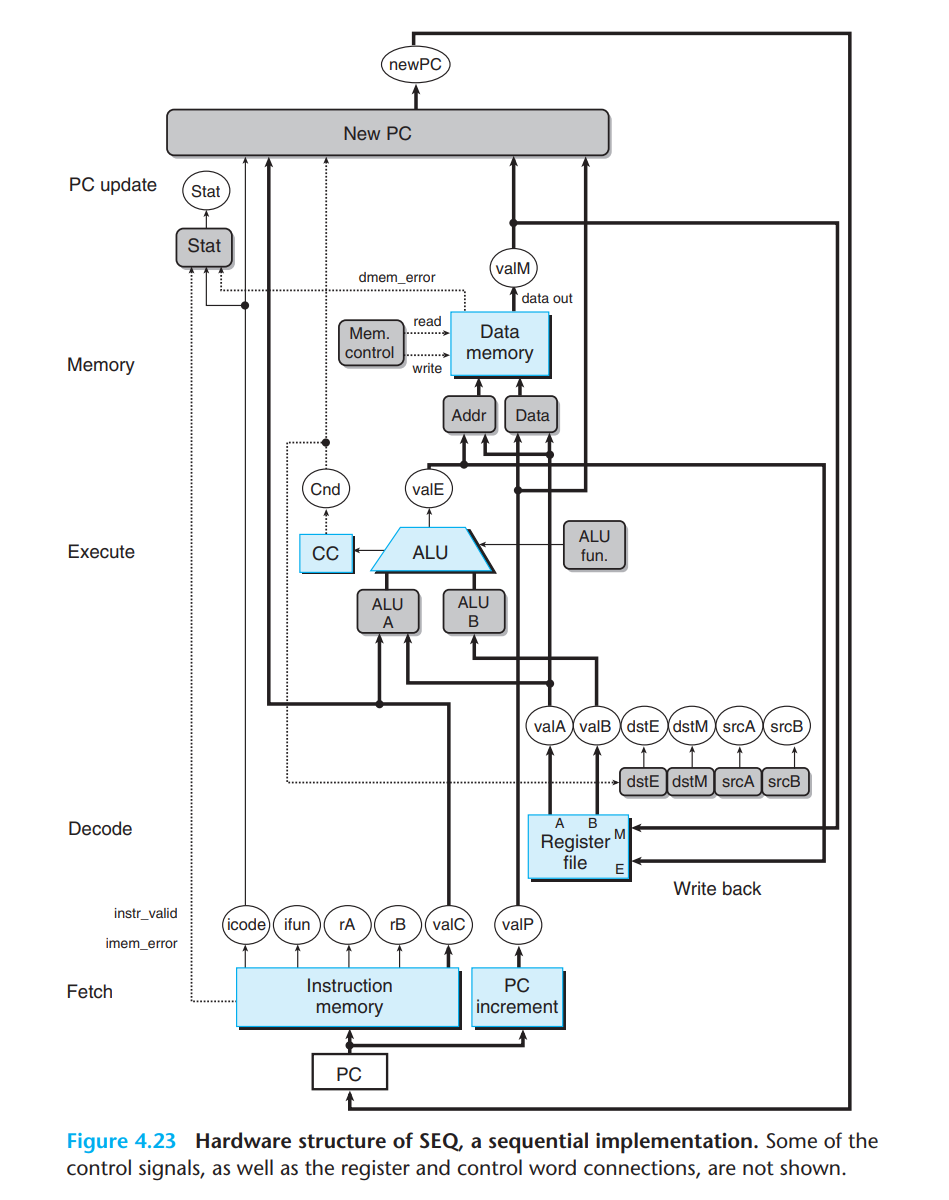 newPC
New PC
PC update
Stat
Stat
valM
dmem_error
data out
read
Mem.
control
Data
memory
write
Memory
Addr
Data
Cnd
valE
Execute
CC
ALU
ALU
fun.
ALU
A
ALU
B
valA
valB
dstE
dstM
srcA
srcB
dstE
dstM
srcA
srcB
Decode
A
B
M
Register
file
E
Write back
instr_valid
imem_error
icode
ifun
rA
rB
valC
valP
Fetch
Instruction
memory
PC
increment
PC
Figure 4.23 Hardware structure of SEQ, a sequential implementation. Some of the
control signals, as well as the register and control word connections, are not shown.